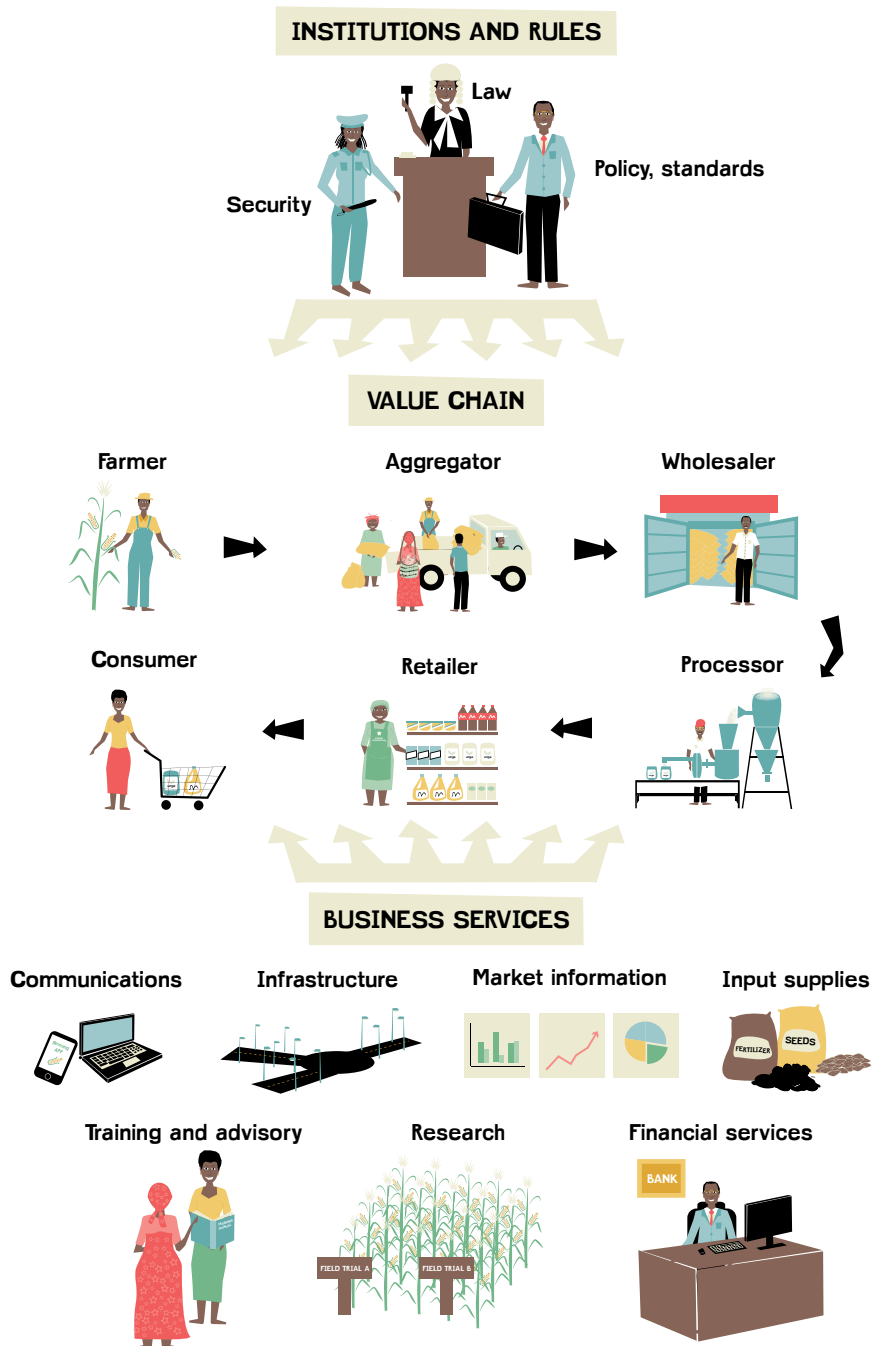 INSTITUTIONS AND RULES
Law
Policy, standards
Security
VALUE CHAIN
Farmer
Aggregator
Wholesaler
Consumer
Retailer
Processor
BUSINESS SERVICES
Communications
Infrastructure
Market information
Input supplies
FERTILIZER
SEEDS
Training and advisory
Research
Financial services
BANK
FIELD TRIAL A
FIELD TRIAL B